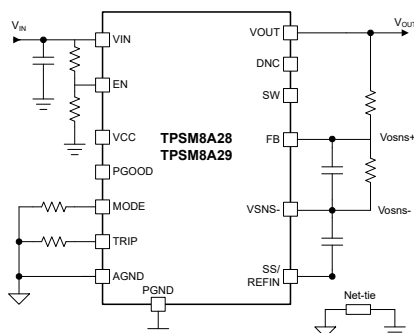 VIN
VIN
EN
VCC
PGOOD
MODE
TRIP
AGND
PGND
TPSM8A28
TPSM8A29
VOUT
VOUT
DNC
SW
FB
Vosns+
VSNS-
Vosns-
SS/
REFIN
Net-tie